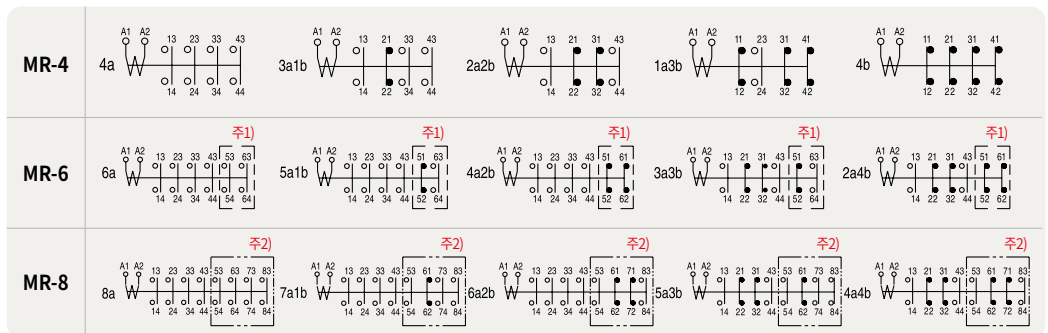 MR-4
4a A1 A2 13 23 33 43
14 24 34 44
3a1b A1 A2 13 21 33 43
14 22 34 44
2a2b A1 A2 13 21 31 43
14 22 32 44
1a3b A1 A2 11 23 31 41
12 24 32 42
4b A1 A2 11 21 31 41
12 22 32 42
MR-6
주1)
6a A1 A2 13 23 33 43 53 63
14 24 34 44 54 64
주1)
5a1b A1 A2 13 23 33 43 51 63
14 24 34 44 52 64
주1)
4a2b A1 A2 13 23 33 43 51 61
14 24 34 44 52 62
주1)
3a3b A1 A2 13 21 31 43 51 63
14 22 32 44 52 64
주1)
2a4b A1 A2 13 21 31 43 51 61
14 22 32 44 52 62
MR-8
주2)
8a A1 A2 13 23 33 43 53 63 73 83
14 24 34 44 54 64 74 84
주2)
7a1b A1 A2 13 23 33 43 53 61 73 83
14 24 34 44 54 62 74 84
주2)
6a2b A1 A2 13 23 33 43 53 61 71 83
14 24 34 44 54 62 72 84
주2)
5a3b A1 A2 13 21 31 43 53 61 73 83
14 22 32 44 54 62 74 84
주2)
4a4b A1 A2 13 21 31 43 53 61 71 83
14 22 32 44 54 62 72 84